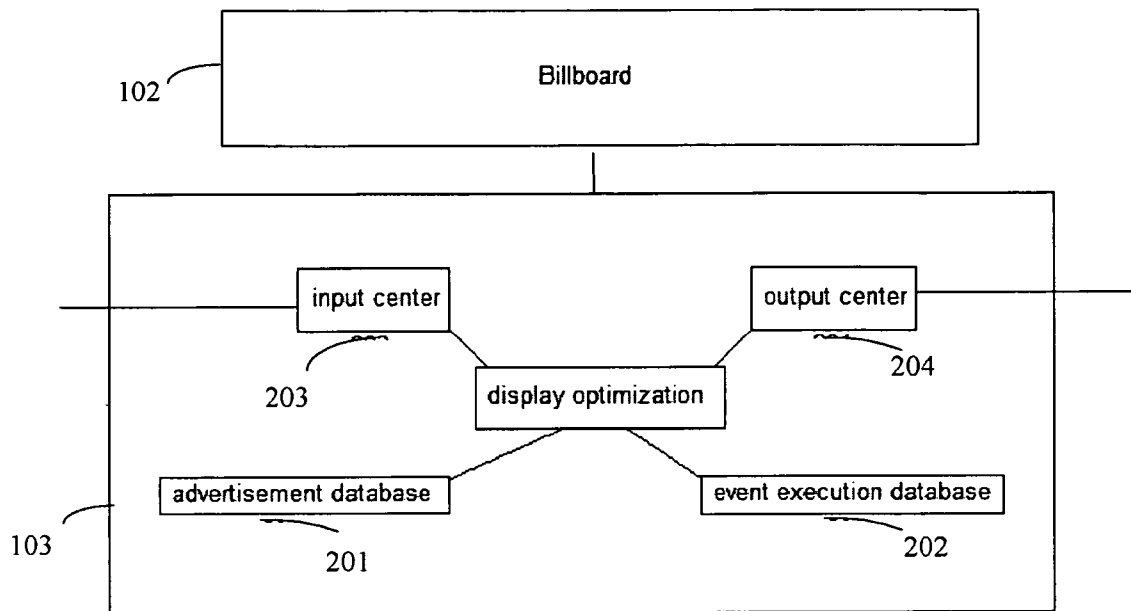 Billboard
102
input center
output center
203
204
display optimization
advertisement database
event execution database
103
201
202